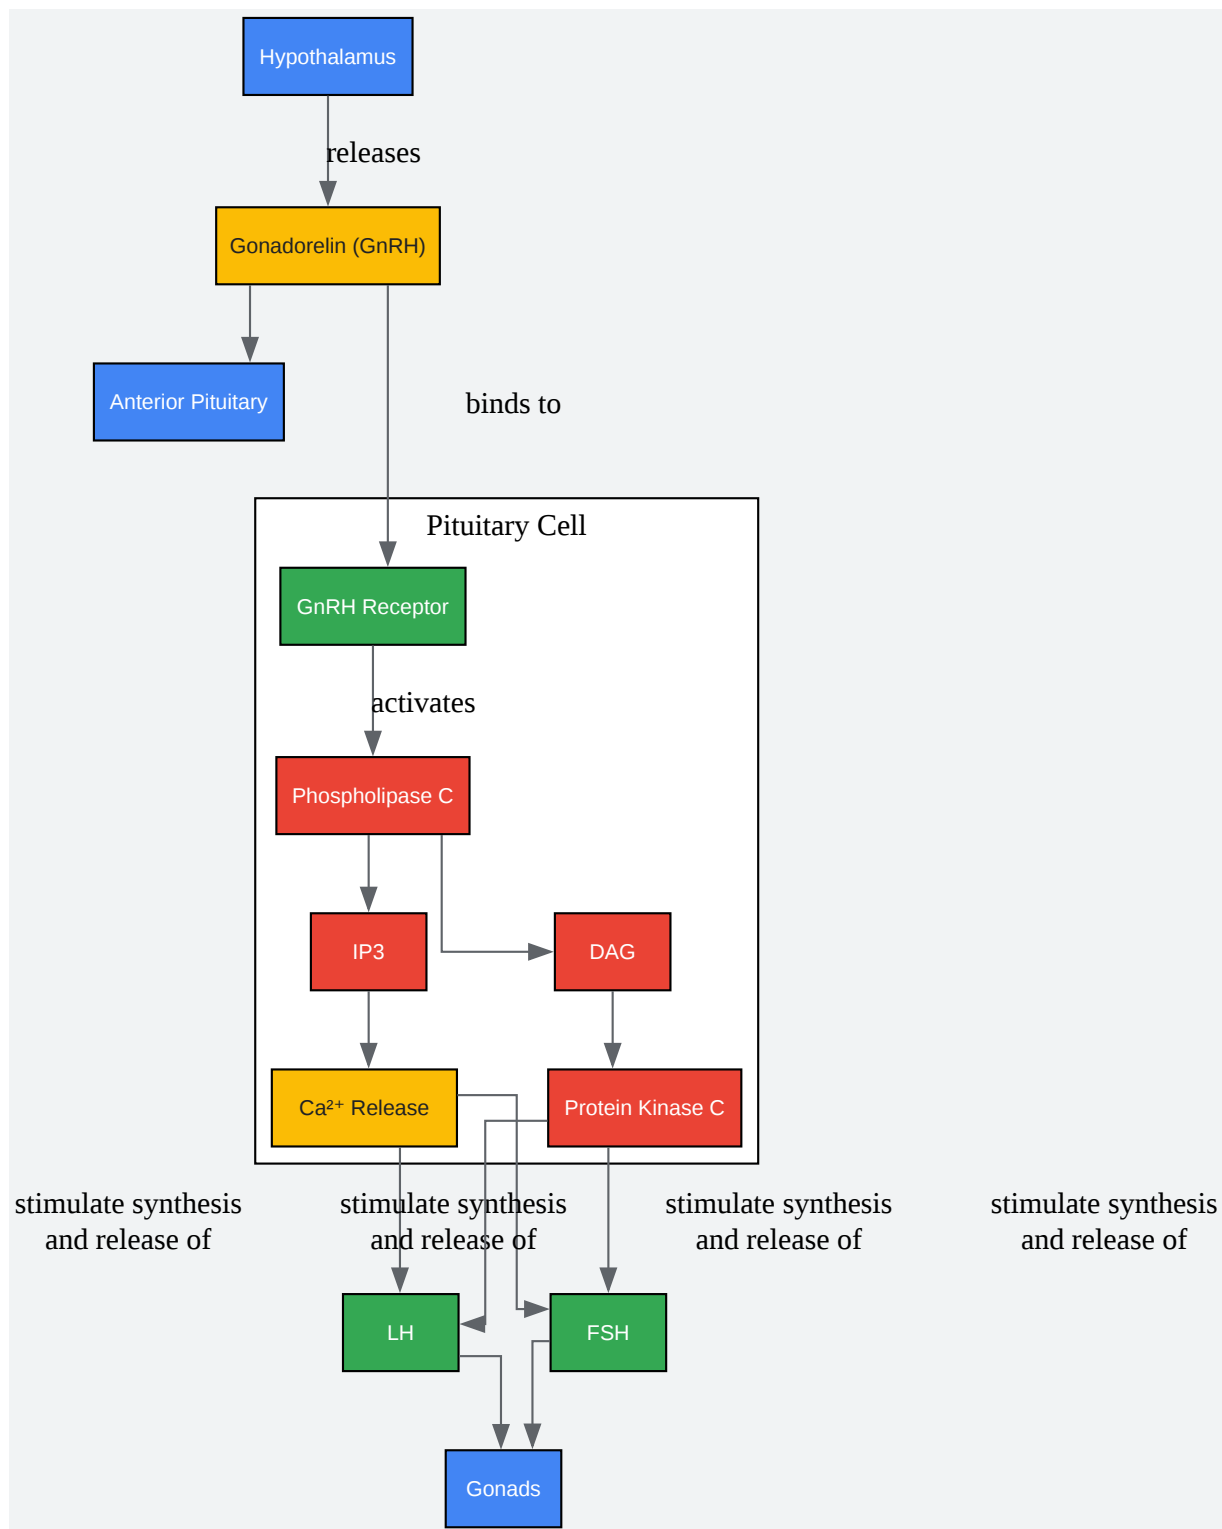 Hypothalamus
releases
Gonadorelin (GnRH)
Anterior Pituitary
binds to
Pituitary Cell
GnRH Receptor
activates
Phospholipase C
IP3
DAG
Ca²⁺ Release
Protein Kinase C
stimulate synthesis
and release of
stimulate synthesis
and release of
stimulate synthesis
and release of
stimulate synthesis
and release of
LH
FSH
Gonads